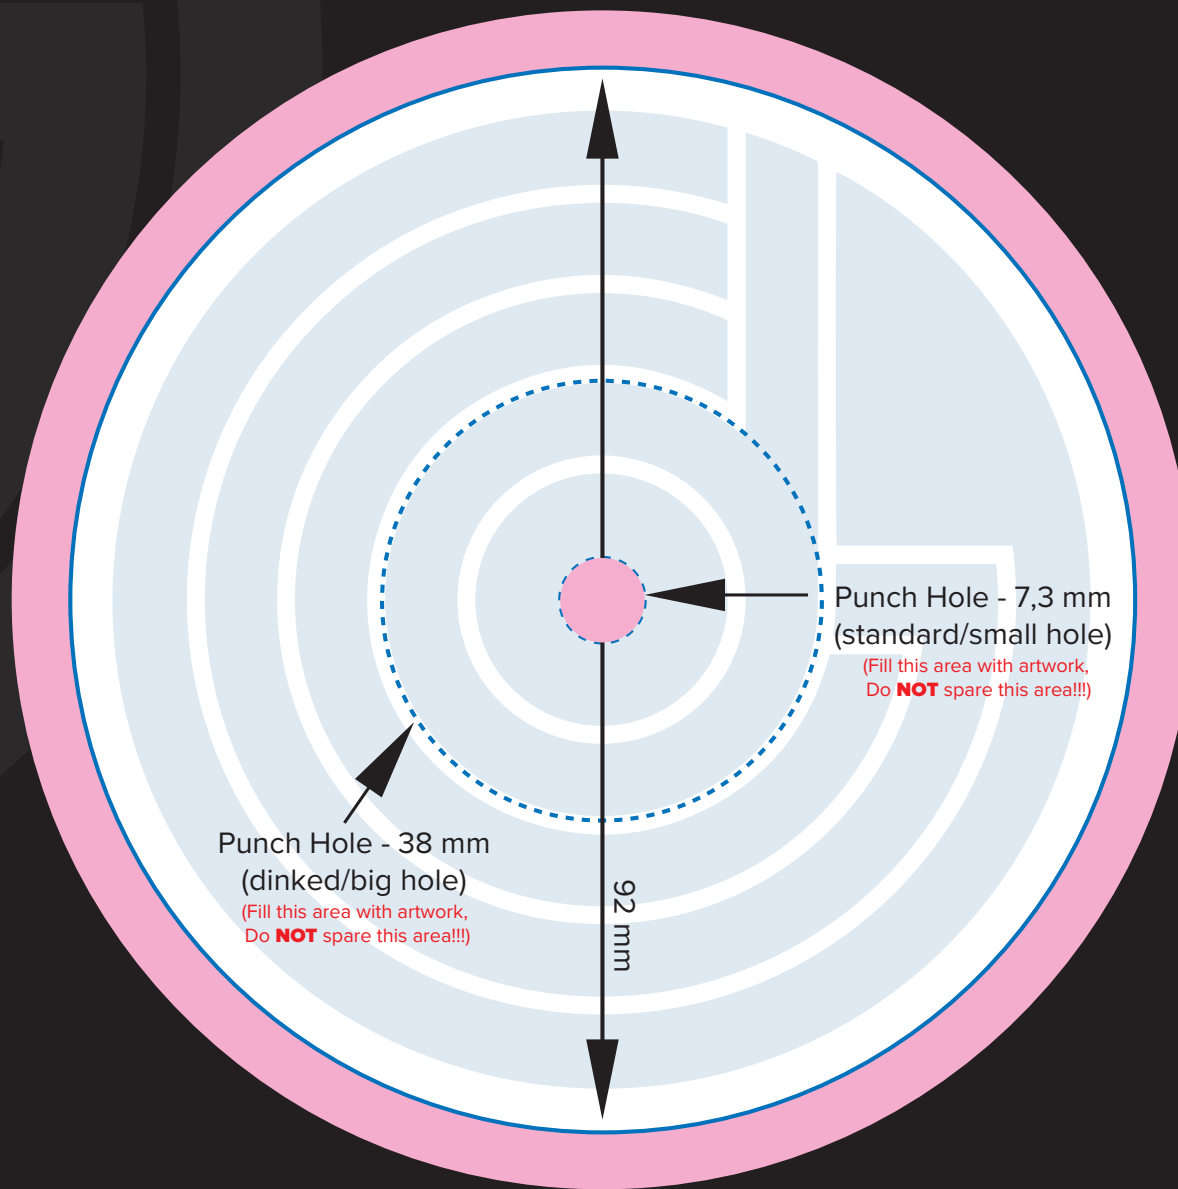 Punch Hole - 7,3 mm
(standard/small hole)
(Fill this area with artwork,
Do NOT spare this area!!!)
Punch Hole - 38 mm
(dinked/big hole)
(Fill this area with artwork,
Do NOT spare this area!!!)
92 mm